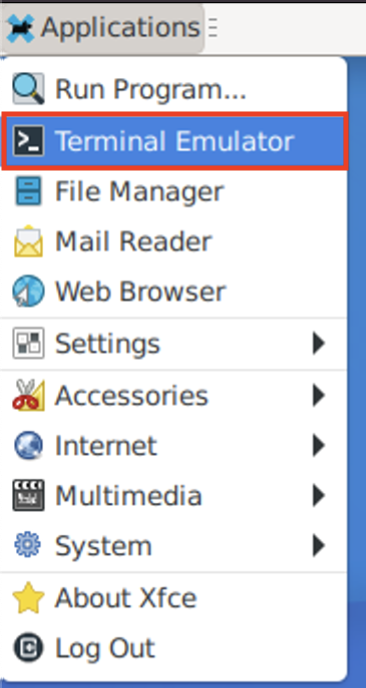 Applications
Run Program...
Terminal Emulator
File Manager
Mail Reader
Web Browser
Settings
Accessories
Internet
Multimedia
System
About Xfce
Log Out